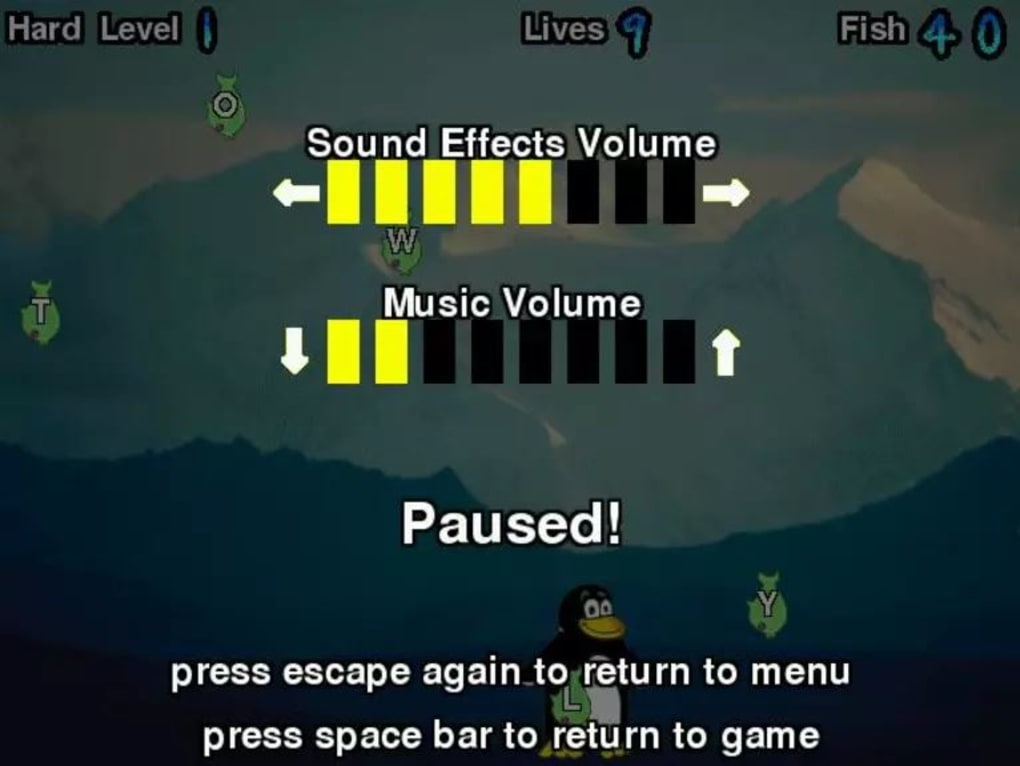 Hard Level 1 Lives 9 Fish 40
O
Sound Effects Volume
W
T
Music Volume
Paused!
Y
press escape again to return to menu
L
press space bar to return to game